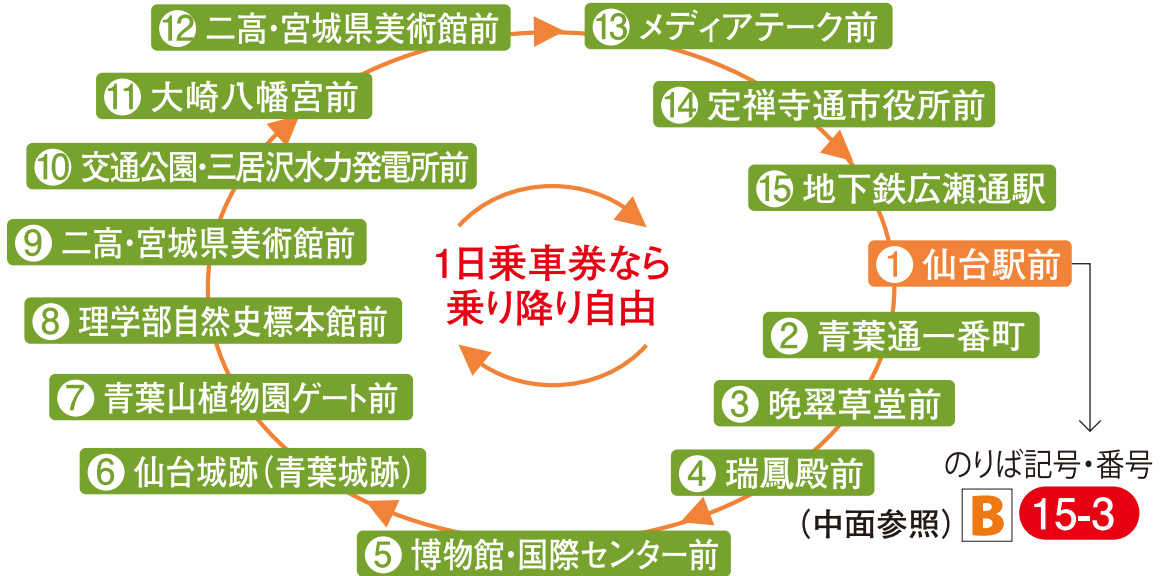 ⑫ 二高・宮城県美術館前
⑬ メディアテーク前
⑪ 大崎八幡宮前
⑭ 定禅寺通市役所前
⑩ 交通公園・三居沢水力発電所前
⑮ 地下鉄広瀬通駅
⑨ 二高・宮城県美術館前
1日乗車券なら
乗り降り自由
① 仙台駅前
⑧ 理学部自然史標本館前
② 青葉通一番町
⑦ 青葉山植物園ゲート前
③ 晩翠草堂前
⑥ 仙台城跡(青葉城跡)
④ 瑞鳳殿前
⑤ 博物館・国際センター前
のりば記号・番号
(中面参照) B 15-3